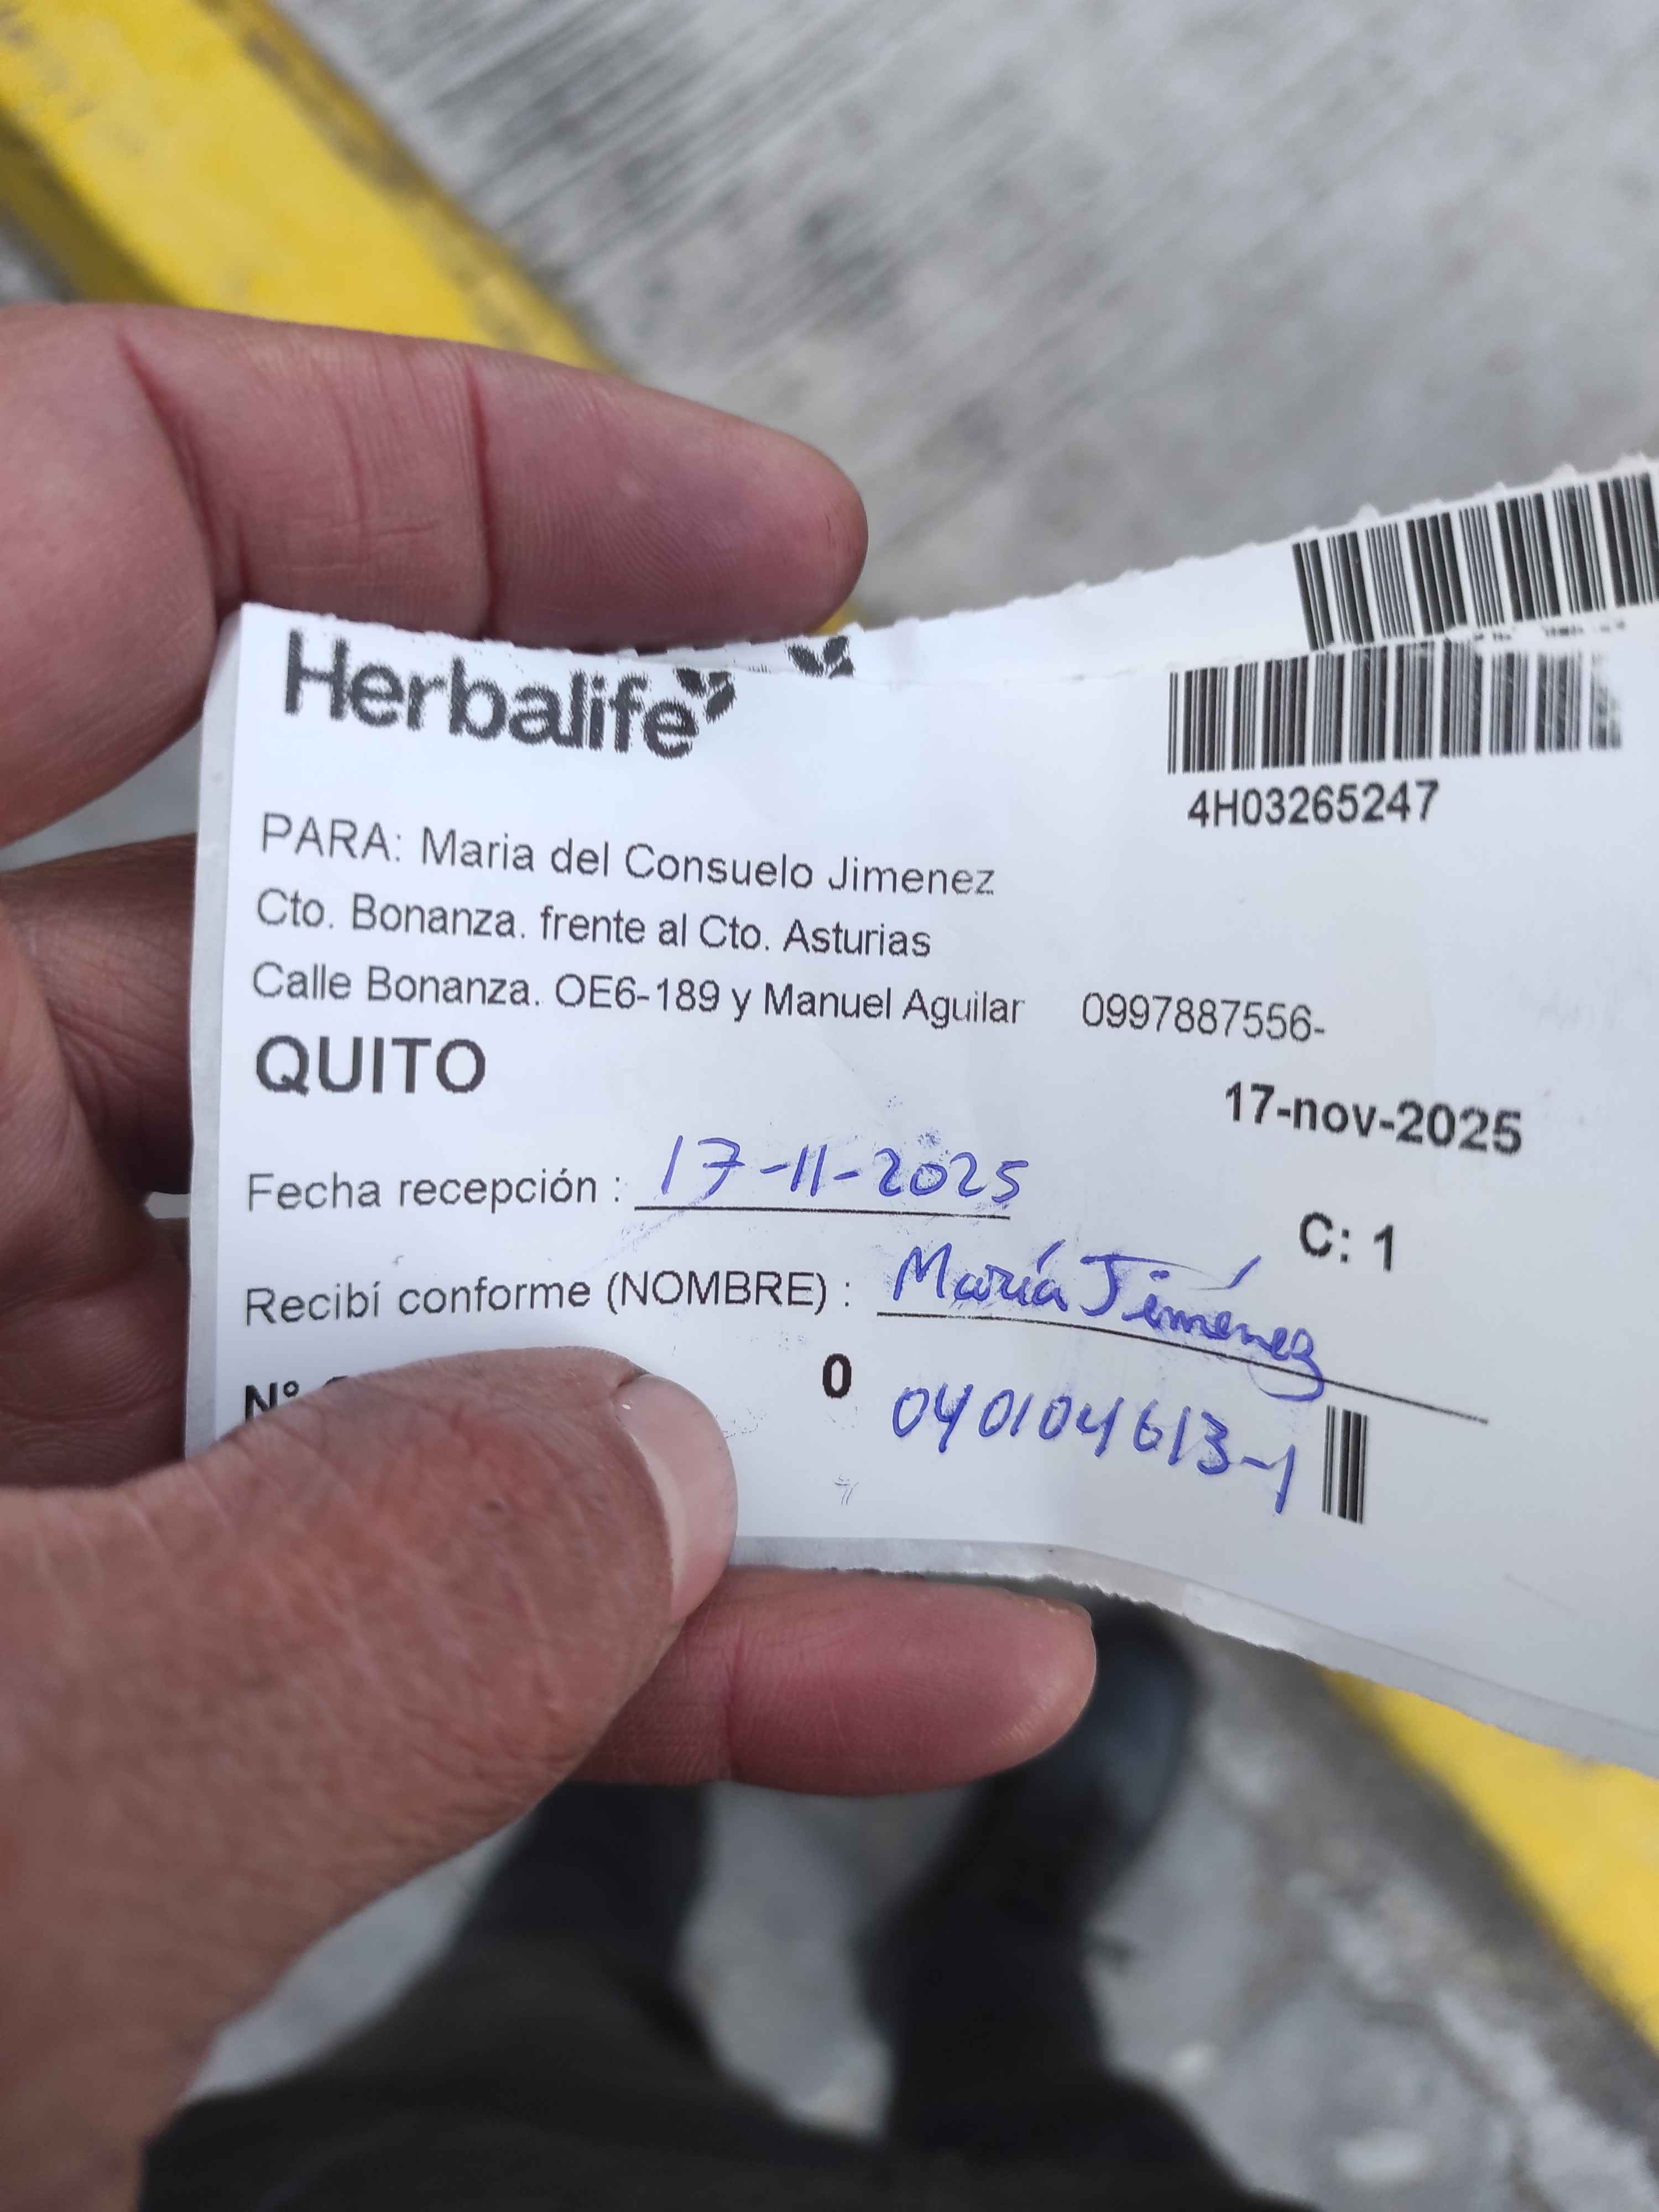 Herbalife
4H03265247
PARA: Maria del Consuelo Jimenez
Cto. Bonanza. frente al Cto. Asturias
Calle Bonanza. OE6-189 y Manuel Aguilar 0997887556-
QUITO
17-nov-2025
Fecha recepción : 17-11-2025
C: 1
Recibí conforme (NOMBRE) : María Jiménez
Nº 0
040104613-1